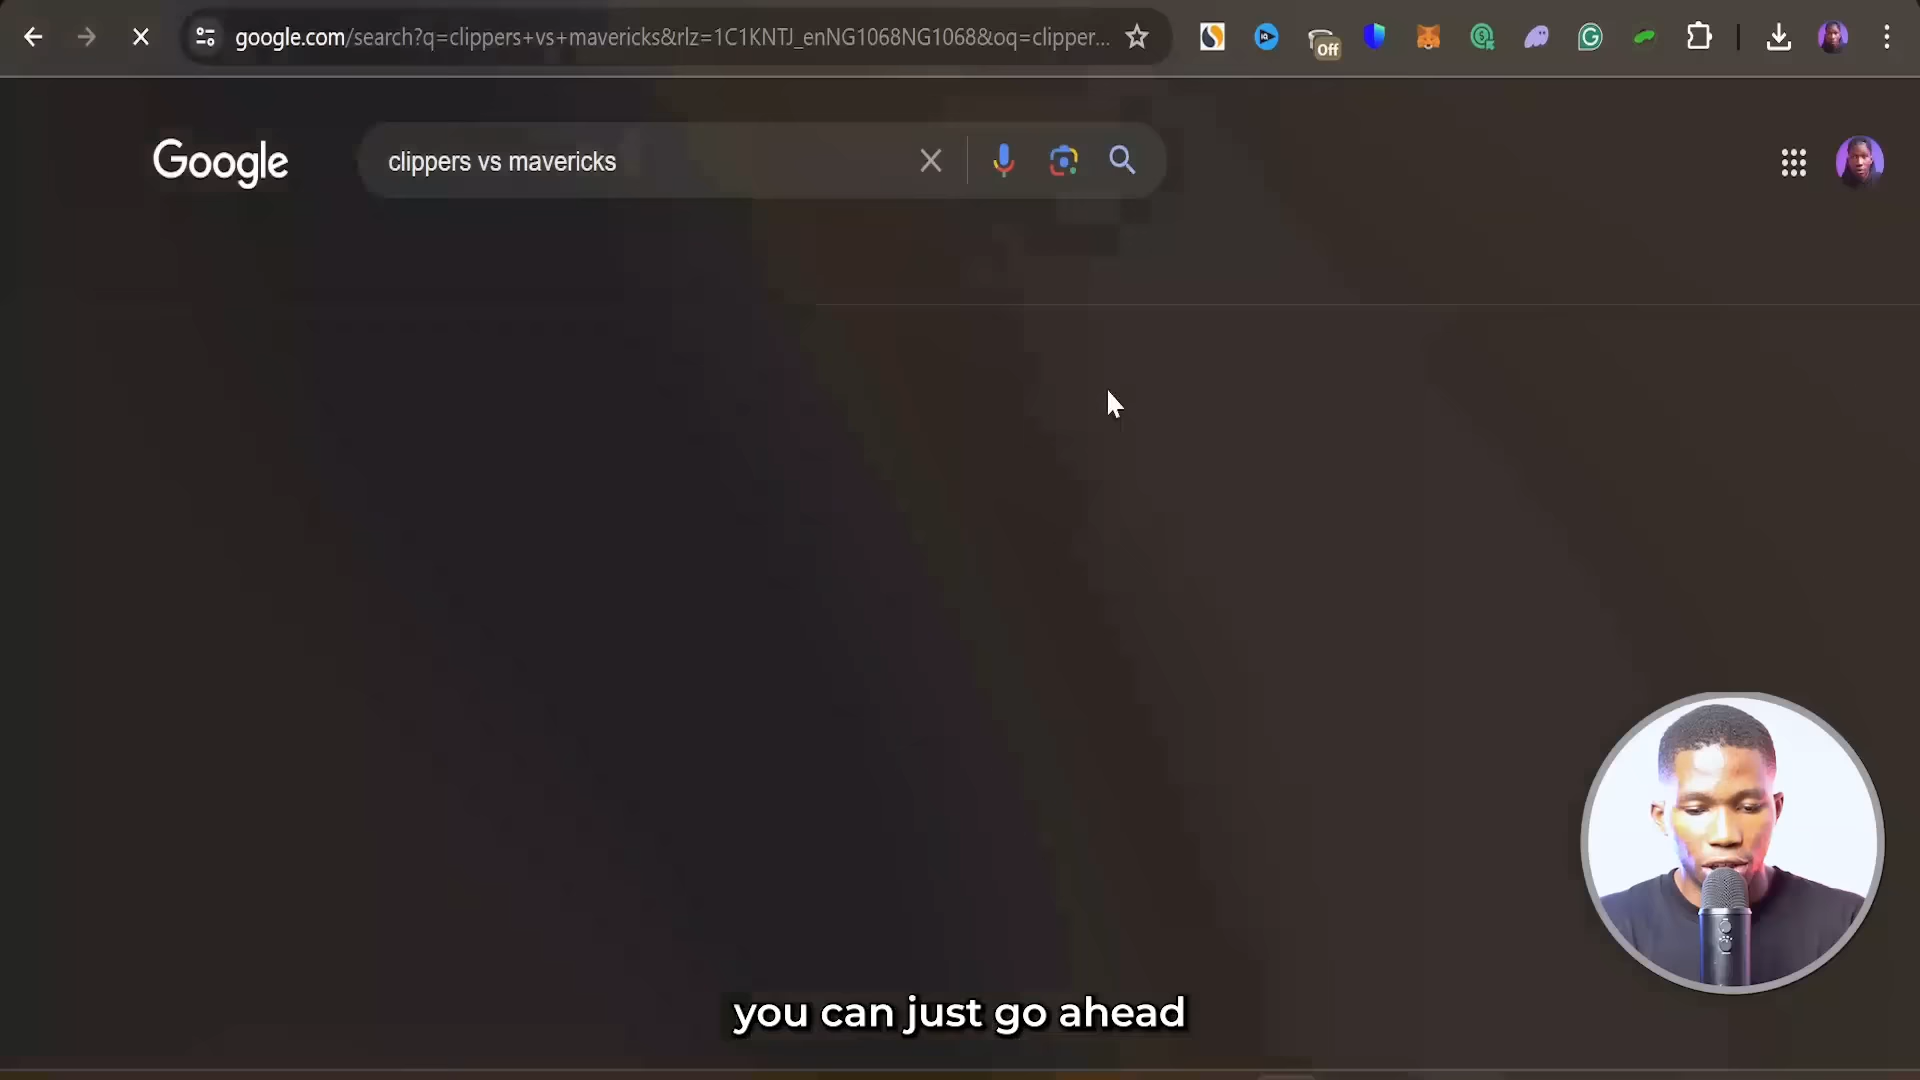 google.com/search?q=clippers+vs+mavericks&rlz=1C1KNTJ_enNG1068NG1068&oq=clipper...
Off
Google
clippers vs mavericks
you can just go ahead